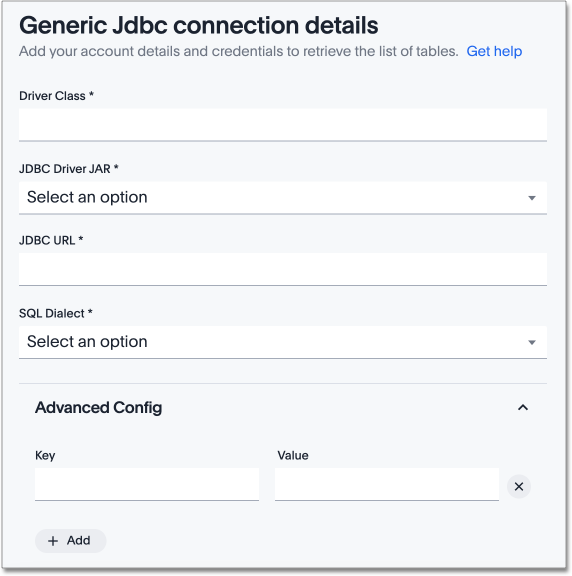 Generic Jdbc connection details
Add your account details and credentials to retrieve the list of tables. Get help
Driver Class *
JDBC Driver JAR *
Select an option
JDBC URL *
SQL Dialect *
Select an option
Advanced Config
Key Value
+ Add